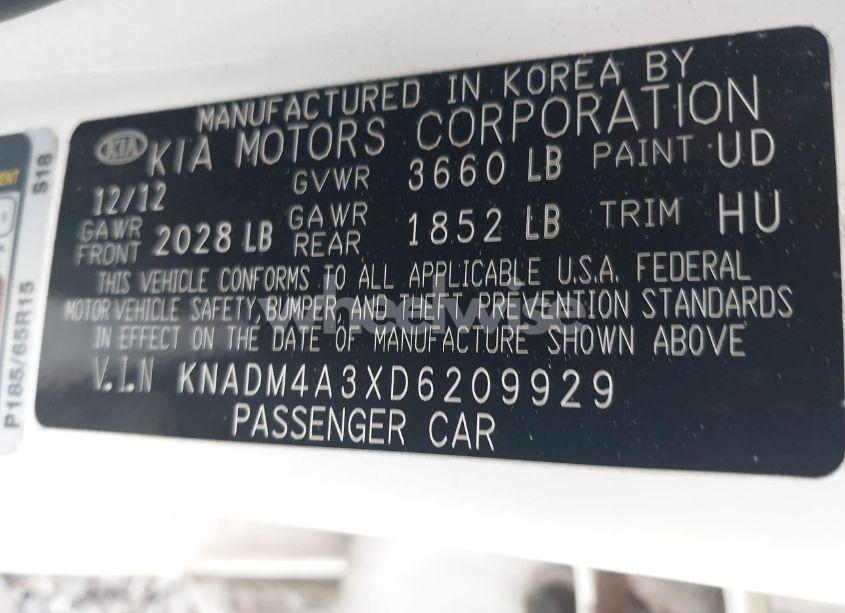 MANUFACTURED IN KOREA BY
KIA KIA MOTORS CORPORATION
12/12 GVWR 3660 LB PAINT UD
GAWR FRONT 2028 LB GAWR REAR 1852 LB TRIM HU
THIS VEHICLE CONFORMS TO ALL APPLICABLE U.S.A. FEDERAL
MOTOR VEHICLE SAFETY, BUMPER AND THEFT PREVENTION STANDARDS
IN EFFECT ON THE DATE OF MANUFACTURE SHOWN ABOVE
V.I.N KNADM4A3XD6209929
PASSENGER CAR
P185/65R15
S18
wheelwise